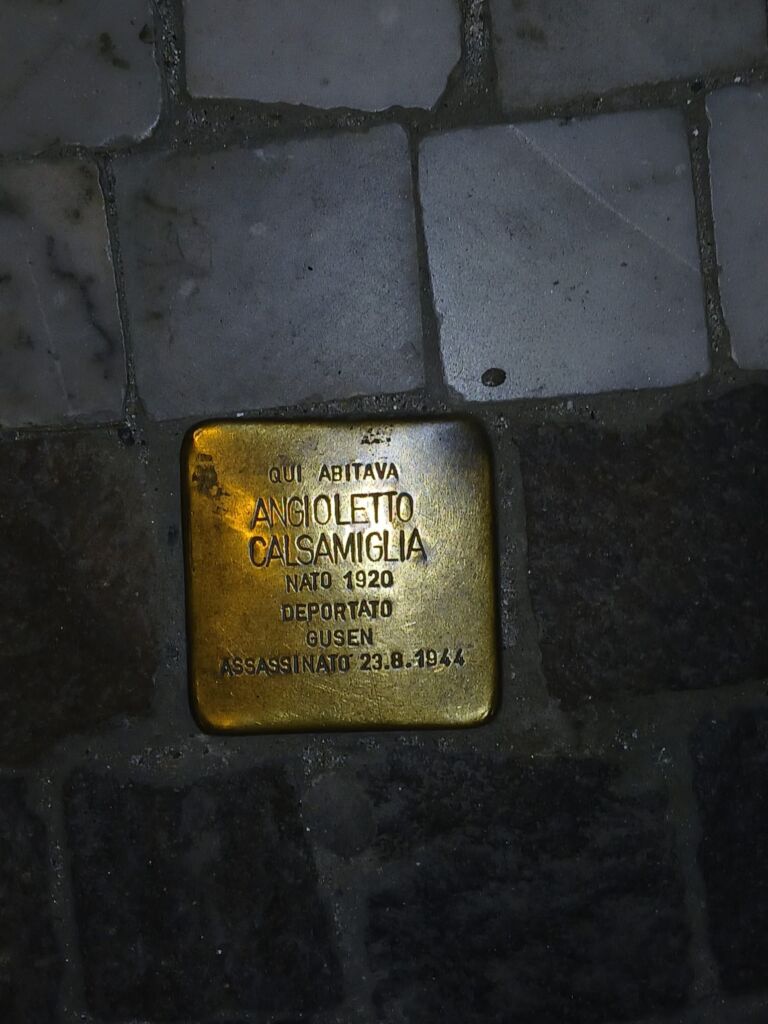 QUI ABITAVA
ANGIOLETTO
CALSAMIGLIA
NATO 1920
DEPORTATO
GUSEN
ASSASSINATO 23.8.1944